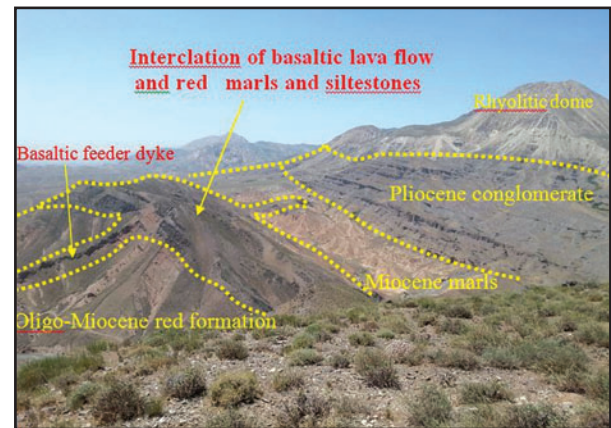 Interclation of basaltic lava flow
and red marls and siltestones
Rhyolitic dome
Basaltic feeder dyke
Pliocene conglomerate
Miocene marls
Oligo-Miocene red formation